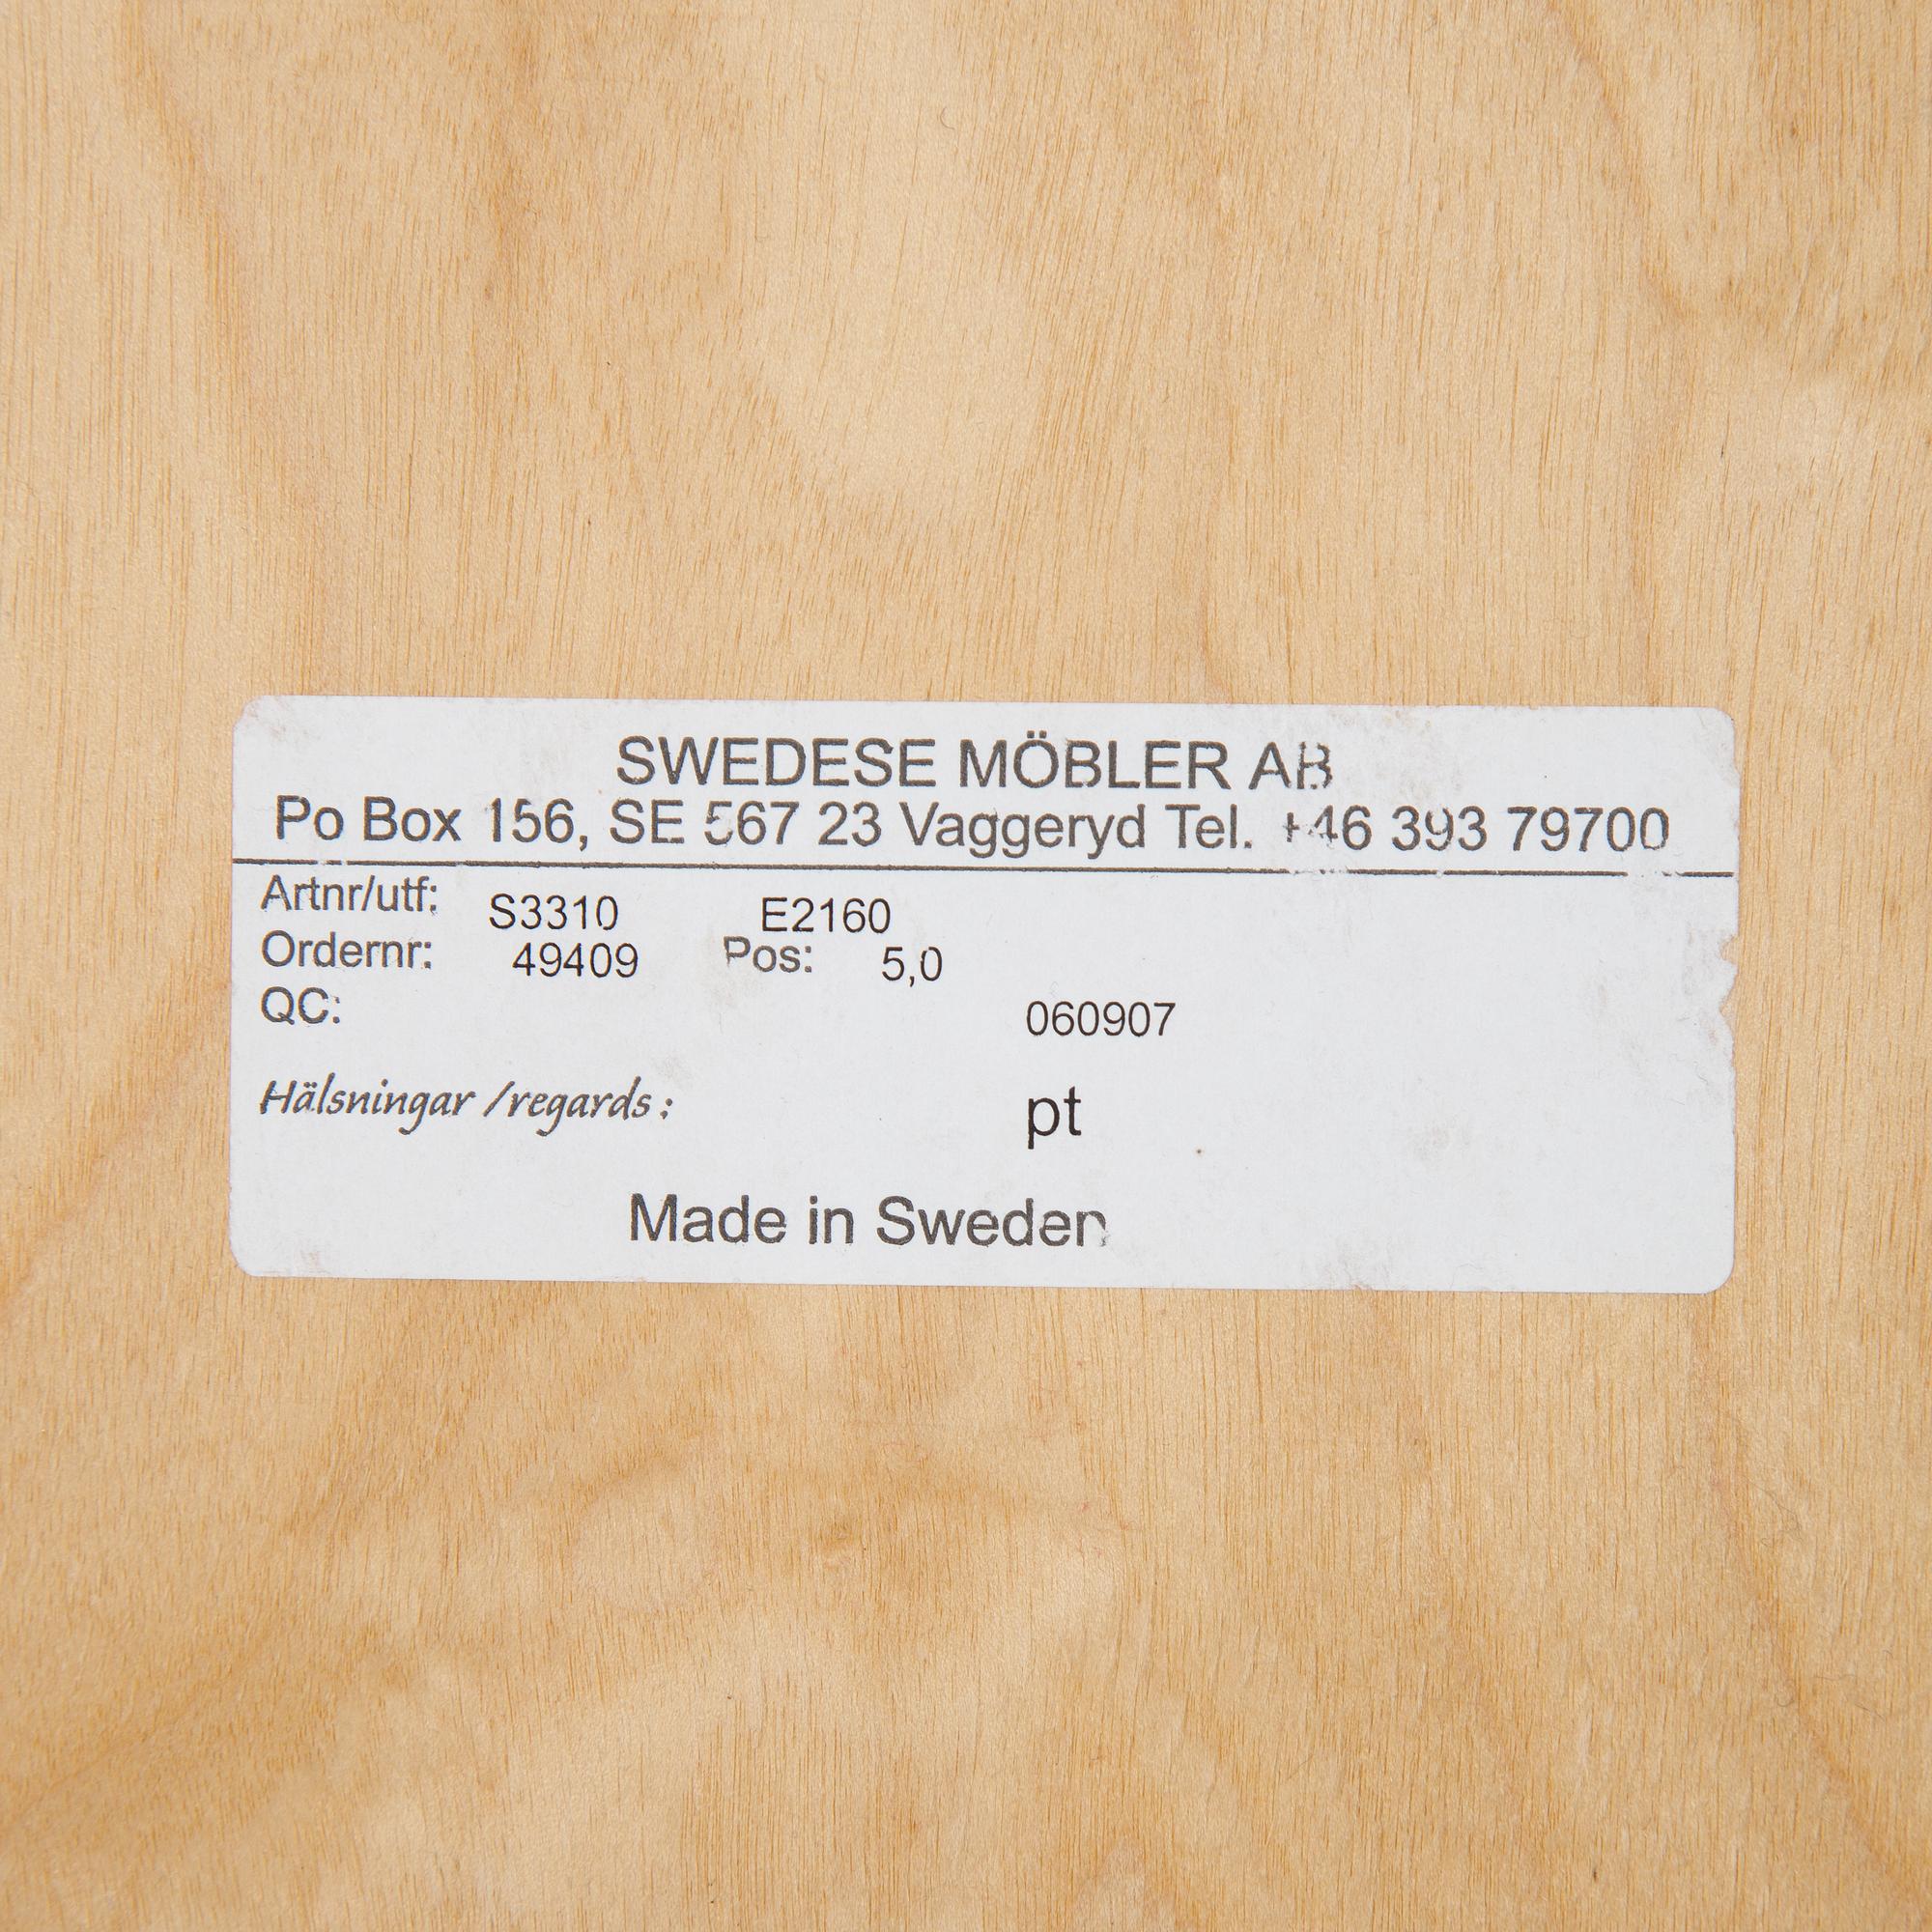 SWEDESE MÖBLER AB
Po Box 156, SE 567 23 Vaggeryd Tel. +46 393 79700
Artnr/utf: S3310 E2160
Ordernr: 49409 Pos: 5,0
QC: 060907
Hälsningar /regards: pt
Made in Sweden